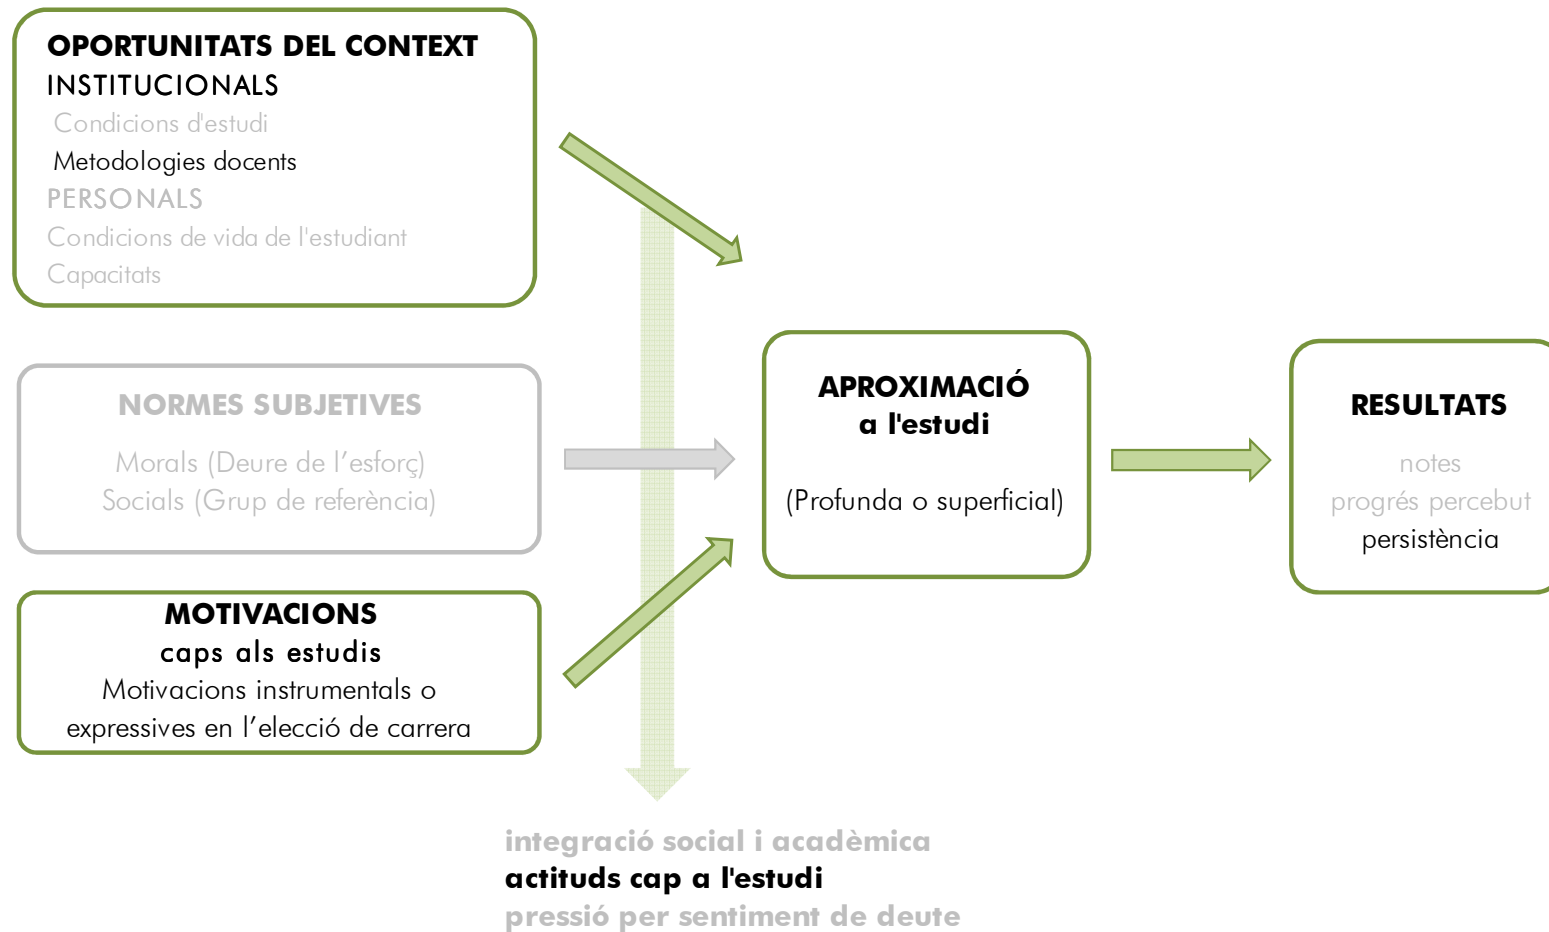 OPORTUNITATS DEL CONTEXT
INSTITUCIONALS
Condicions d'estudi
Metodologies docents
PERSONALS
Condicions de vida de l'estudiant
Capacitats
NORMES SUBJETIVES
Morals (Deure de l’esforç)
Socials (Grup de referència)
MOTIVACIONS
caps als estudis
Motivacions instrumentals o
expressives en l’elecció de carrera
APROXIMACIÓ
a l'estudi
(Profunda o superficial)
RESULTATS
notes
progrés percebut
persistència
integració social i acadèmica
actituds cap a l'estudi
pressió per sentiment de deute